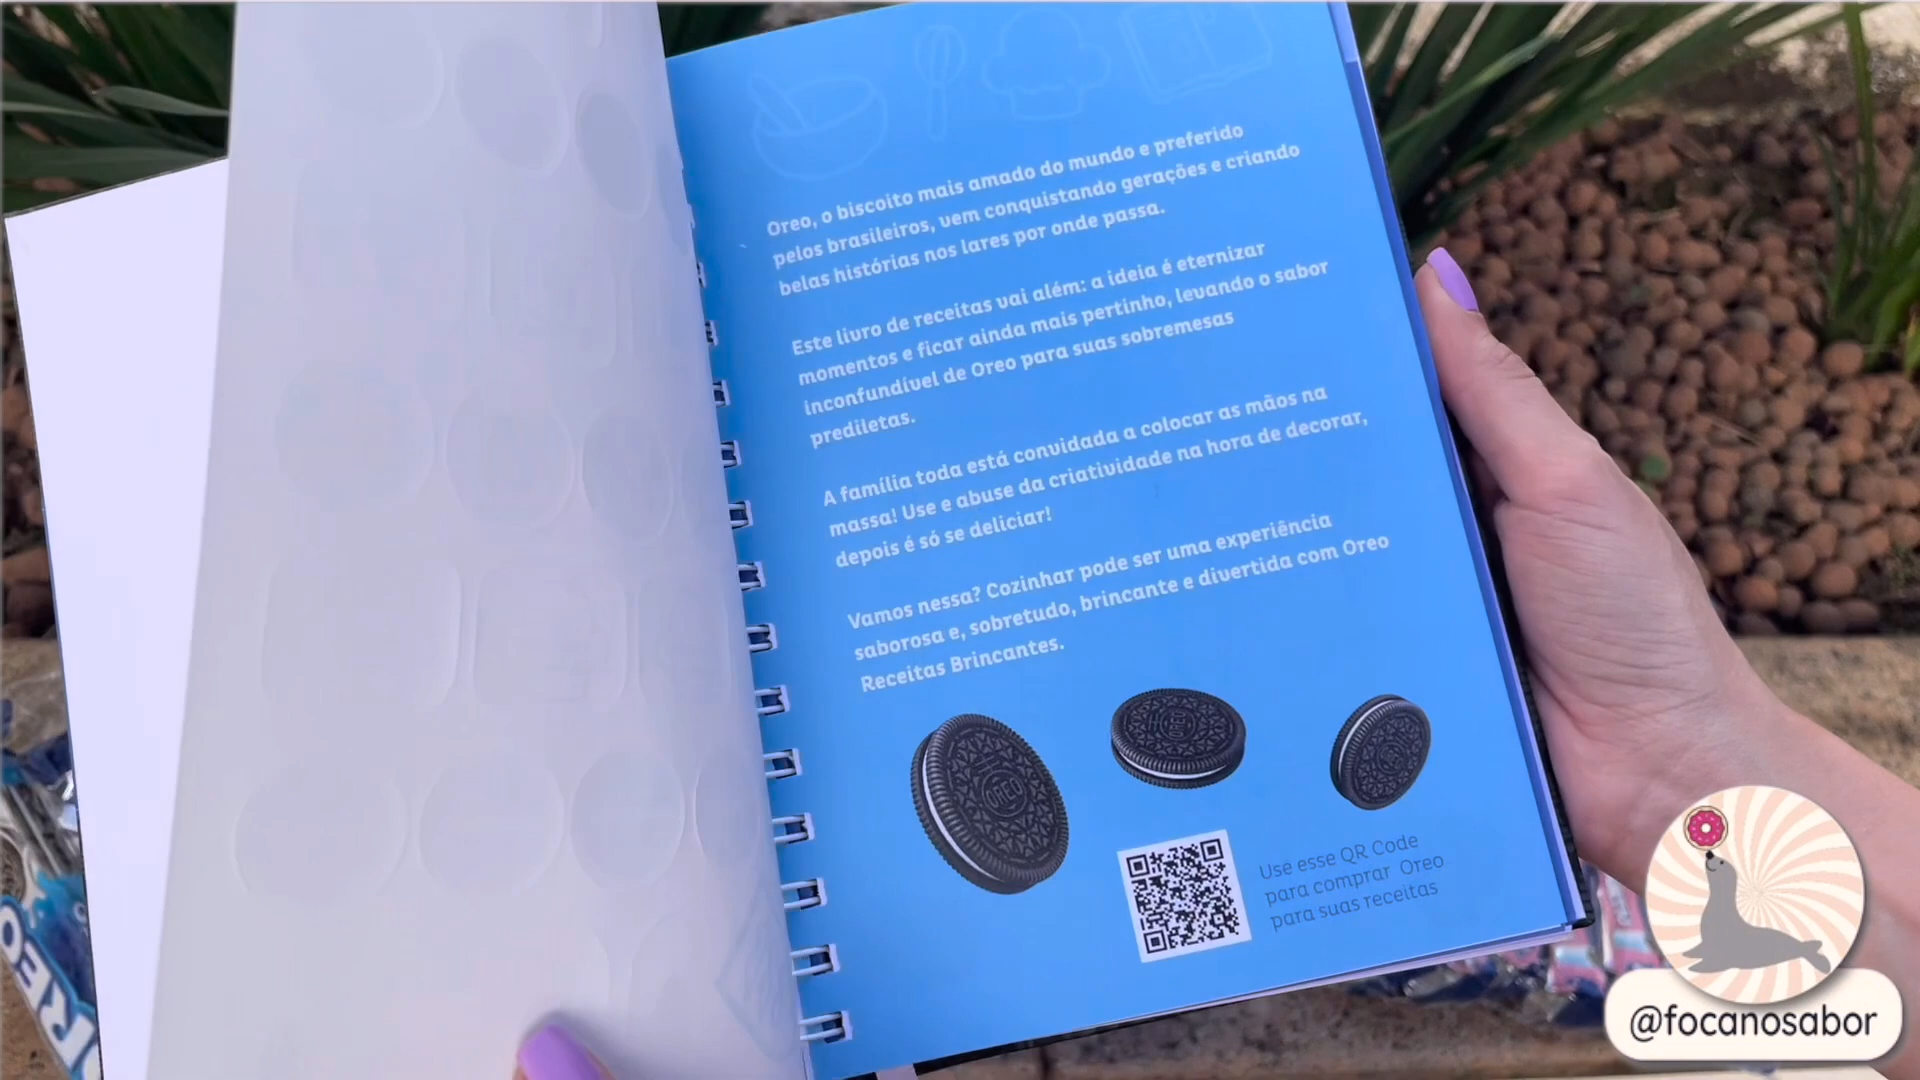 Oreo, o biscoito mais amado do mundo e preferido
pelos brasileiros, vem conquistando gerações e criando
belas histórias nos lares por onde passa.
Este livro de receitas vai além: a ideia é eternizar
momentos e ficar ainda mais pertinho, levando o sabor
inconfundível de Oreo para suas sobremesas
prediletas.
A família toda está convidada a colocar as mãos na
massa! Use e abuse da criatividade na hora de decorar,
depois é só se deliciar!
Vamos nessa? Cozinhar pode ser uma experiência
saborosa e, sobretudo, brincante e divertida com Oreo
Receitas Brincantes.
OREO
OREO
OREO
Use esse QR Code
para comprar Oreo
para suas receitas
OREO
@focanosabor